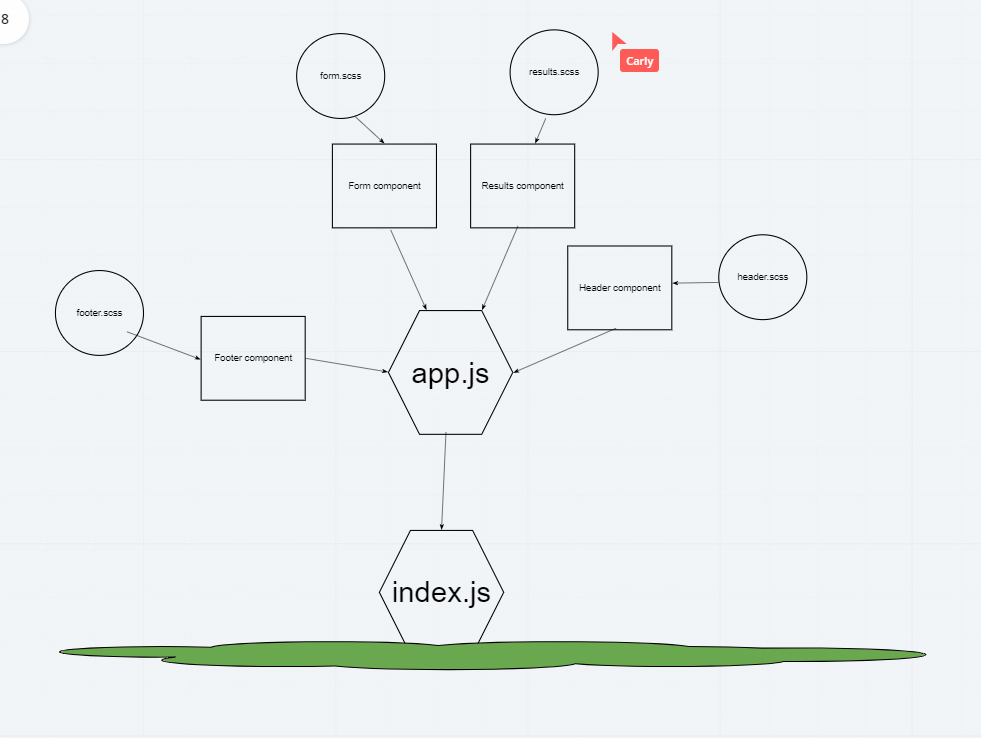 8
form.scss
results.scss
Carly
Form component
Results component
Header component
header.scss
footer.scss
Footer component
app.js
index.js